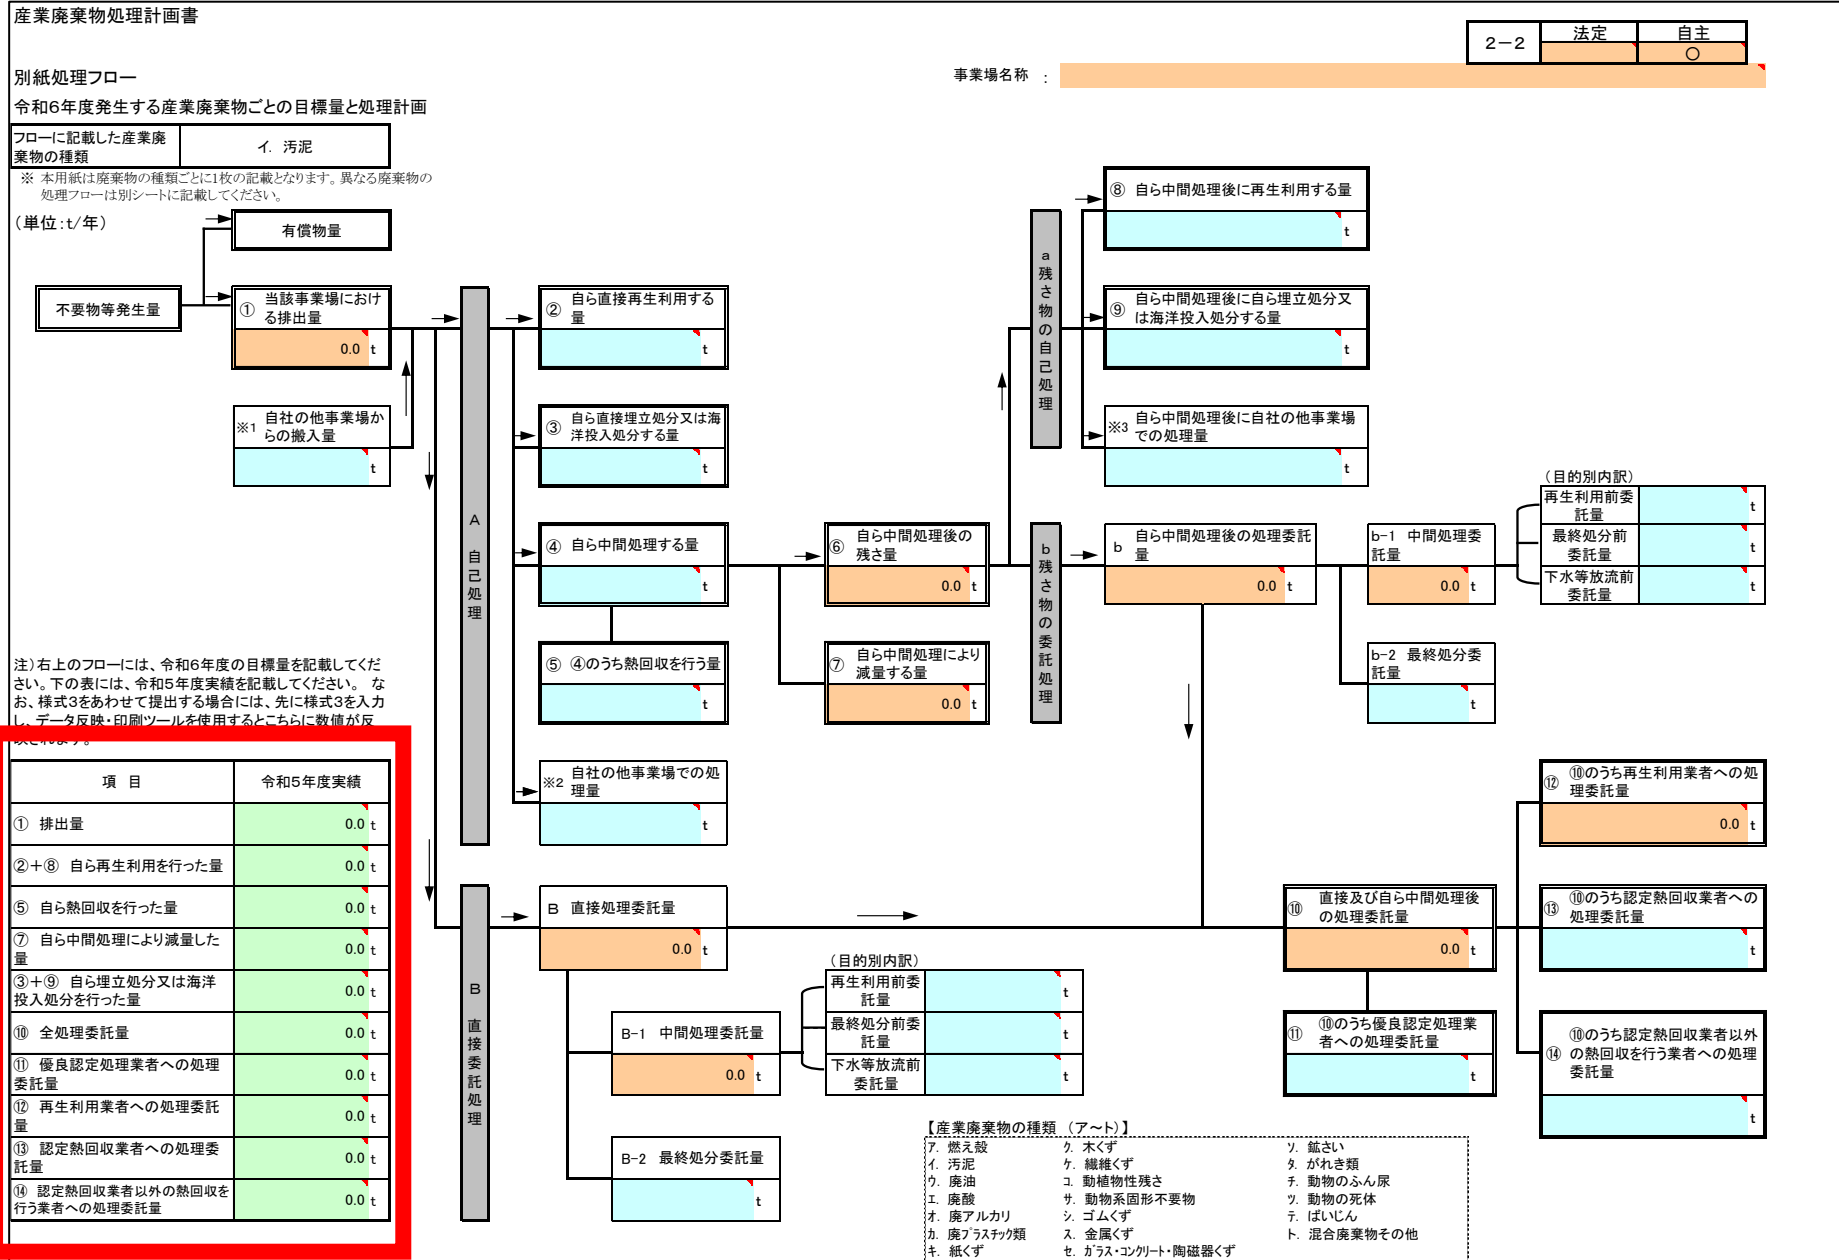 産業廃棄物処理計画書
2－2
法定
自主
○
別紙処理フロー
事業場名称 ：
令和6年度発生する産業廃棄物ごとの目標量と処理計画
フローに記載した産業廃
棄物の種類
イ. 汚泥
※ 本用紙は廃棄物の種類ごとに1枚の記載となります。異なる廃棄物の
処理フローは別シートに記載してください。
(単位:t/年)
有償物量
不要物等発生量
① 当該事業場におけ
る排出量
0.0 t
※1 自社の他事業場か
らの搬入量
t
A 自己処理
② 自ら直接再生利用する
量
t
③ 自ら直接埋立処分又は海
洋投入処分する量
t
④ 自ら中間処理する量
t
⑤ ④のうち熱回収を行う量
t
※2 自社の他事業場での処
理量
t
⑥ 自ら中間処理後の
残さ量
0.0 t
⑦ 自ら中間処理により
減量する量
0.0 t
a 残さ物の自己処理
⑧ 自ら中間処理後に再生利用する量
t
⑨ 自ら中間処理後に自ら埋立処分又
は海洋投入処分する量
t
※3 自ら中間処理後に自社の他事業場
での処理量
t
b 残さ物の委託処理
b 自ら中間処理後の処理委託
量
0.0 t
b-1 中間処理委
託量
0.0 t
(目的別内訳)
再生利用前委
託量
t
最終処分前
委託量
t
下水等放流前
委託量
t
b-2 最終処分委
託量
t
注)右上のフローには、令和6年度の目標量を記載してくだ
さい。下の表には、令和5年度実績を記載してください。 な
お、様式3をあわせて提出する場合には、先に様式3を入力
し、データ反映・印刷ツールを使用するとこちらに数値が反
映されます。
項 目
令和5年度実績
① 排出量
0.0 t
②＋⑧ 自ら再生利用を行った量
0.0 t
⑤ 自ら熱回収を行った量
0.0 t
⑦ 自ら中間処理により減量した
量
0.0 t
③＋⑨ 自ら埋立処分又は海洋
投入処分を行った量
0.0 t
⑩ 全処理委託量
0.0 t
⑪ 優良認定処理業者への処理
委託量
0.0 t
⑫ 再生利用業者への処理委託
量
0.0 t
⑬ 認定熱回収業者への処理委
託量
0.0 t
⑭ 認定熱回収業者以外の熱回収を
行う業者への処理委託量
0.0 t
B 直接委託処理
B 直接処理委託量
0.0 t
B-1 中間処理委託量
0.0 t
(目的別内訳)
再生利用前委
託量
t
最終処分前委
託量
t
下水等放流前
委託量
t
B-2 最終処分委託量
t
⑩ 直接及び自ら中間処理後
の処理委託量
0.0 t
⑪ ⑩のうち優良認定処理業
者への処理委託量
t
⑫ ⑩のうち再生利用業者への処
理委託量
0.0 t
⑬ ⑩のうち認定熱回収業者への
処理委託量
t
⑭ ⑩のうち認定熱回収業者以外
の熱回収を行う業者への処理
委託量
t
【産業廃棄物の種類 (ア～ト)】
ア. 燃え殻
イ. 汚泥
ウ. 廃油
エ. 廃酸
オ. 廃アルカリ
カ. 廃プラスチック類
キ. 紙くず
ク. 木くず
ケ. 繊維くず
コ. 動植物性残さ
サ. 動物系固形不要物
シ. ゴムくず
ス. 金属くず
セ. ガラス・コンクリート・陶磁器くず
ソ. 鉱さい
タ. がれき類
チ. 動物のふん尿
ツ. 動物の死体
テ. ばいじん
ト. 混合廃棄物その他